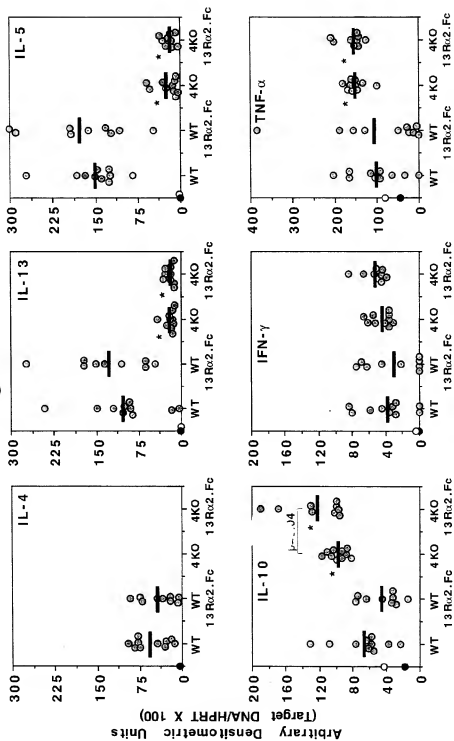 Arbitrary Densitometric Units
(Target DNA/HPRT X 100)
IL-4
300
225
150
75
0
WT
WT
13Rα2.Fc
4KO
4KO
13Rα2.Fc
IL-13
300
225
150
75
0
WT
WT
13Rα2.Fc
4KO
4KO
13Rα2.Fc
*
*
IL-5
300
225
150
75
0
WT
WT
13Rα2.Fc
4KO
4KO
13Rα2.Fc
*
*
IL-10
200
160
120
80
40
0
WT
WT
13Rα2.Fc
4KO
4KO
13Rα2.Fc
*
*
IFN-γ
200
160
120
80
40
0
WT
WT
13Rα2.Fc
4KO
4KO
13Rα2.Fc
TNF-α
400
300
200
100
0
WT
WT
13Rα2.Fc
4KO
4KO
13Rα2.Fc
*
*